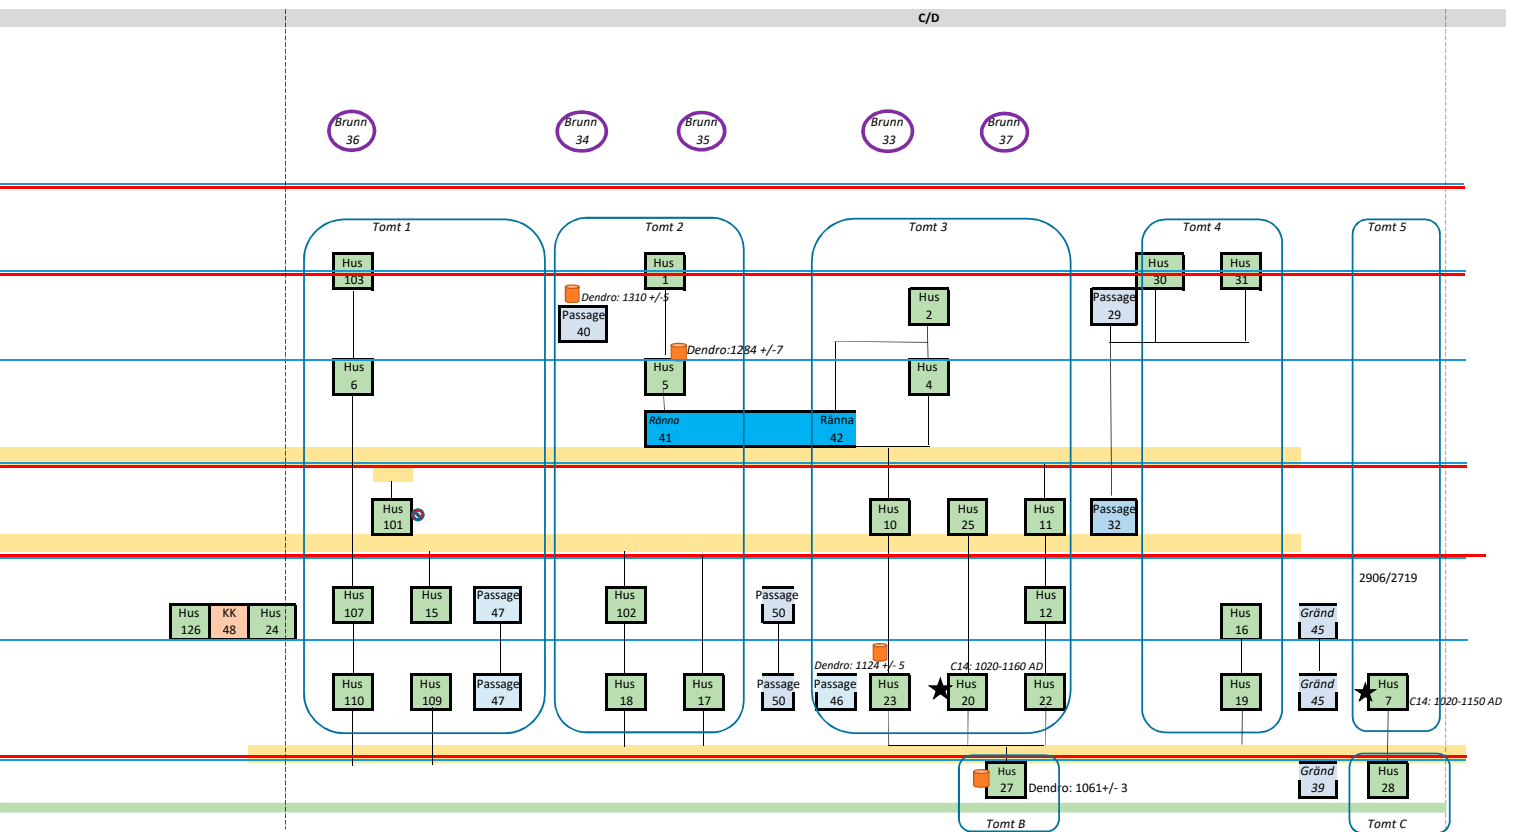 C/D
Brunn
36
Brunn
34
Brunn
35
Brunn
33
Brunn
37
Tomt 1
Tomt 2
Tomt 3
Tomt 4
Tomt 5
Hus
103
Hus
1
Hus
30
Hus
31
Dendro: 1310 +/-5
Passage
40
Hus
2
Passage
29
Dendro:1284 +/-7
Hus
6
Hus
5
Hus
4
Ränna
41
Ränna
42
Hus
101
Hus
10
Hus
25
Hus
11
Passage
32
2906/2719
Hus
107
Hus
15
Passage
47
Hus
102
Passage
50
Hus
12
Hus
126
KK
48
Hus
24
Hus
16
Gränd
45
Dendro: 1124 +/- 5
C14: 1020-1160 AD
Hus
110
Hus
109
Passage
47
Hus
18
Hus
17
Passage
50
Passage
46
Hus
23
Hus
20
Hus
22
Hus
19
Gränd
45
Hus
7
C14: 1020-1150 AD
Hus
27
Dendro: 1061+/- 3
Gränd
39
Hus
28
Tomt B
Tomt C